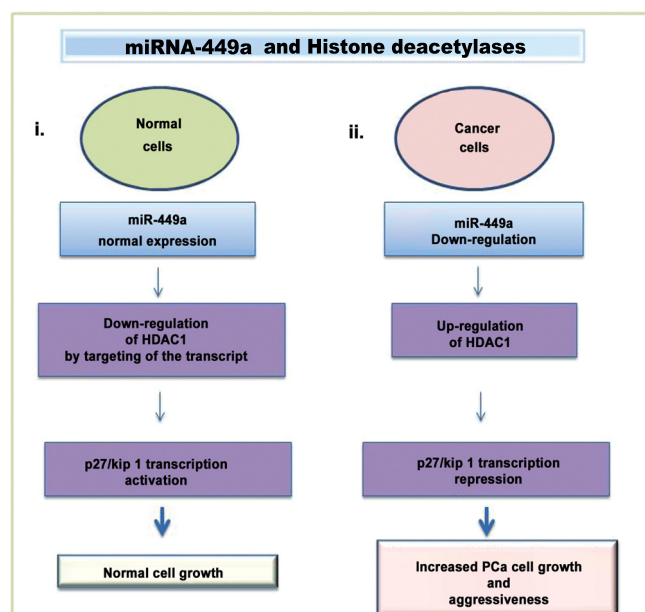 miRNA-449a and Histone deacetylases
i.
Normal
cells
miR-449a
normal expression
Down-regulation
of HDAC1
by targeting of the transcript
p27/kip 1 transcription
activation
Normal cell growth
ii.
Cancer
cells
miR-449a
Down-regulation
Up-regulation
of HDAC1
p27/kip 1 transcription
repression
Increased PCa cell growth
and
aggressiveness